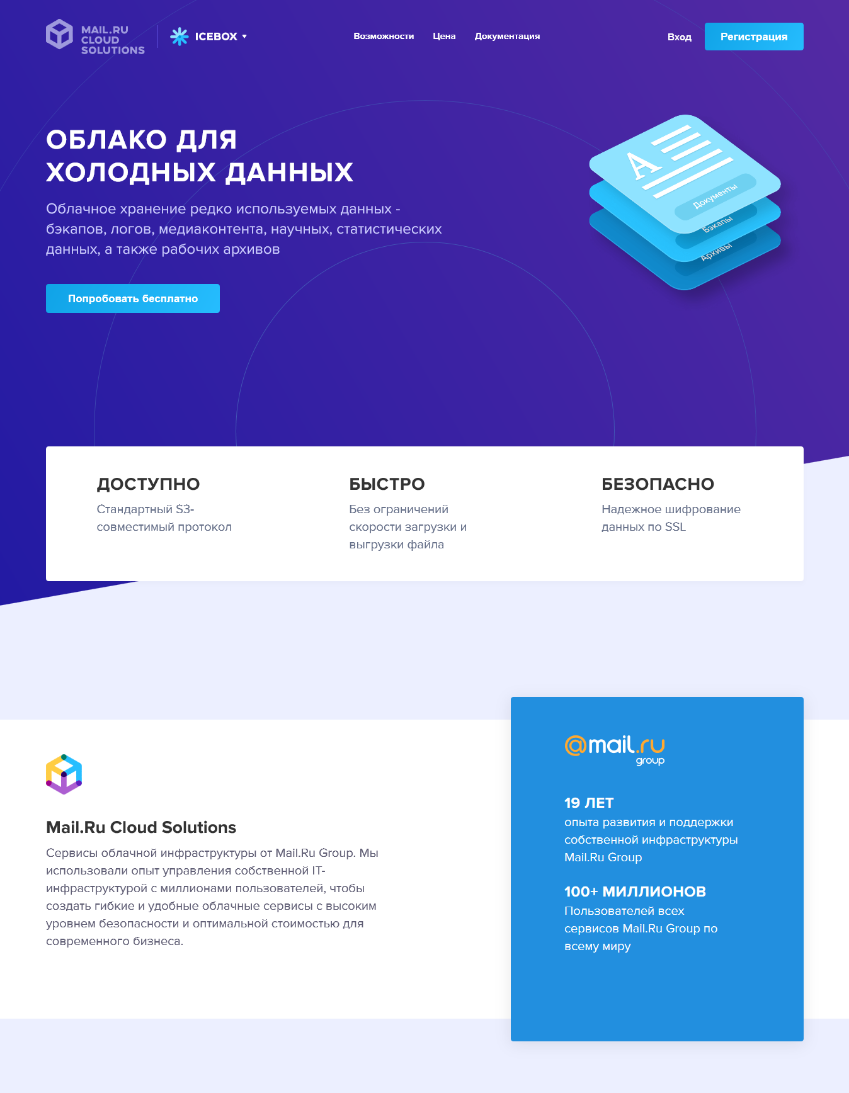 MAIL.RU
CLOUD
SOLUTIONS
ICEBOX
Возможности
Цена
Документация
Вход
Регистрация
ОБЛАКО ДЛЯ
ХОЛОДНЫХ ДАННЫХ
Облачное хранение редко используемых данных -
бэкапов, логов, медиаконтента, научных, статистических
данных, а также рабочих архивов
Попробовать бесплатно
A
Документы
Бэкапы
Архивы
ДОСТУПНО
Стандартный S3-
совместимый протокол
БЫСТРО
Без ограничений
скорости загрузки и
выгрузки файла
БЕЗОПАСНО
Надежное шифрование
данных по SSL
Mail.Ru Cloud Solutions
Сервисы облачной инфраструктуры от Mail.Ru Group. Мы
использовали опыт управления собственной IT-
инфраструктурой с миллионами пользователей, чтобы
создать гибкие и удобные облачные сервисы с высоким
уровнем безопасности и оптимальной стоимостью для
современного бизнеса.
@mail.ru
group
19 ЛЕТ
опыта развития и поддержки
собственной инфраструктуры
Mail.Ru Group
100+ МИЛЛИОНОВ
Пользователей всех
сервисов Mail.Ru Group по
всему миру